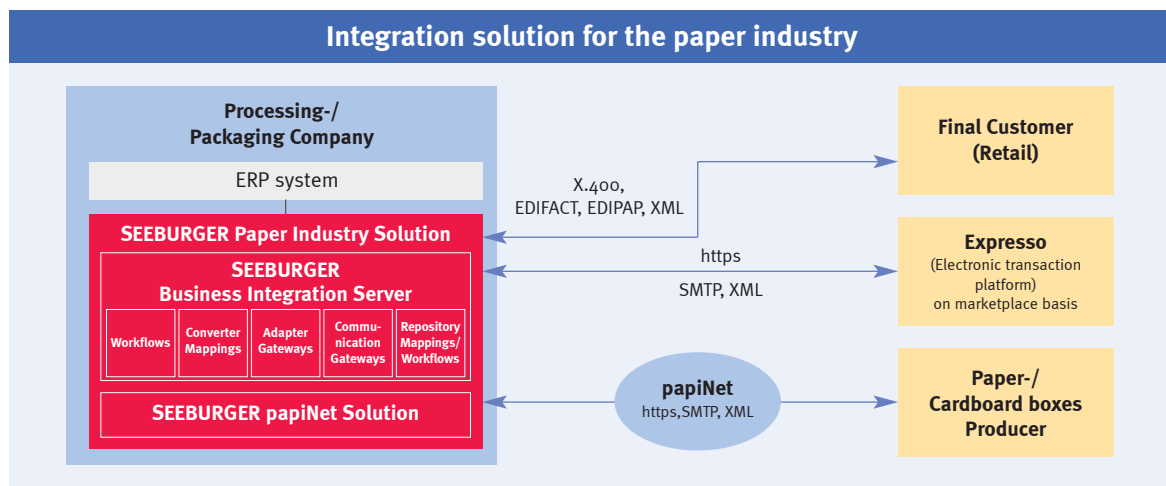 Integration solution for the paper industry
Processing-/
Packaging Company
ERP system
SEEBURGER Paper Industry Solution
SEEBURGER
Business Integration Server
Workflows
Converter
Mappings
Adapter
Gateways
Commu-
nication
Gateways
Repository
Mappings/
Workflows
SEEBURGER papiNet Solution
X.400,
EDIFACT, EDIPAP, XML
https
SMTP, XML
papiNet
https,SMTP, XML
Final Customer
(Retail)
Expresso
(Electronic transaction
platform)
on marketplace basis
Paper-/
Cardboard boxes
Producer